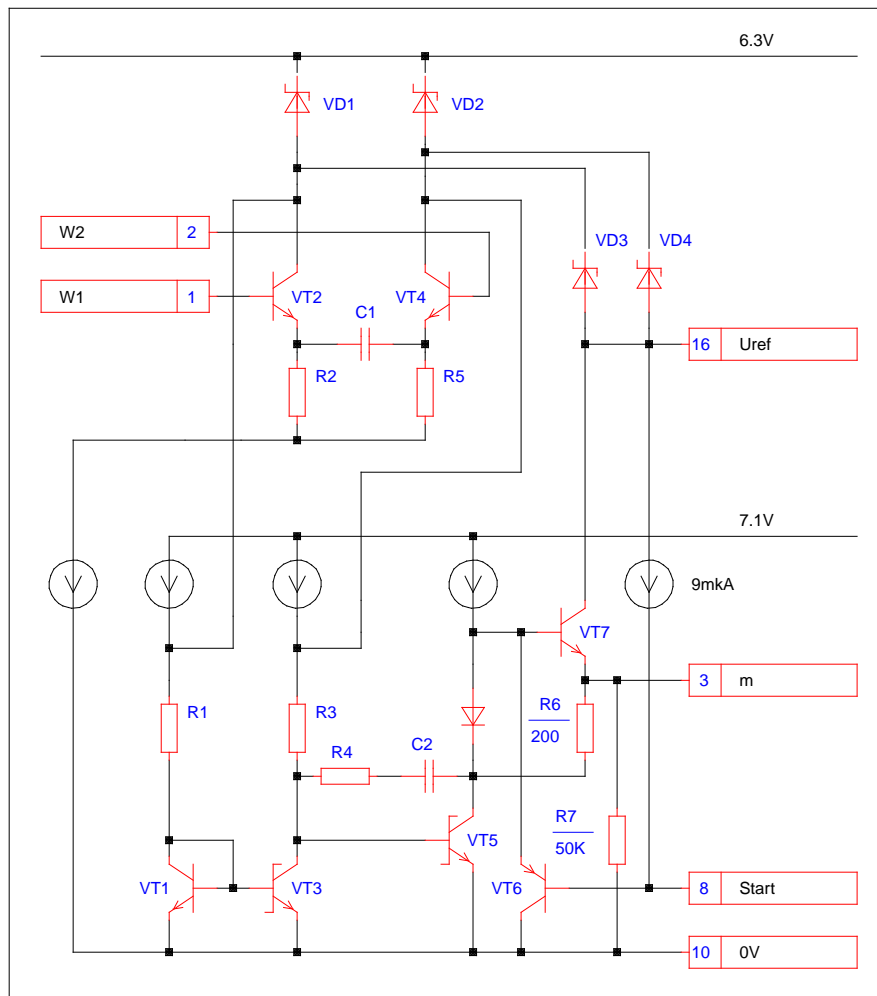 6.3V
VD1
VD2
W2 2
VD3
VD4
W1 1
VT2
VT4
C1
16 Uref
R2
R5
7.1V
9mkA
VT7
3 m
R1
R3
R6
200
R4
C2
R7
50K
VT5
VT1
VT3
VT6
8 Start
10 0V